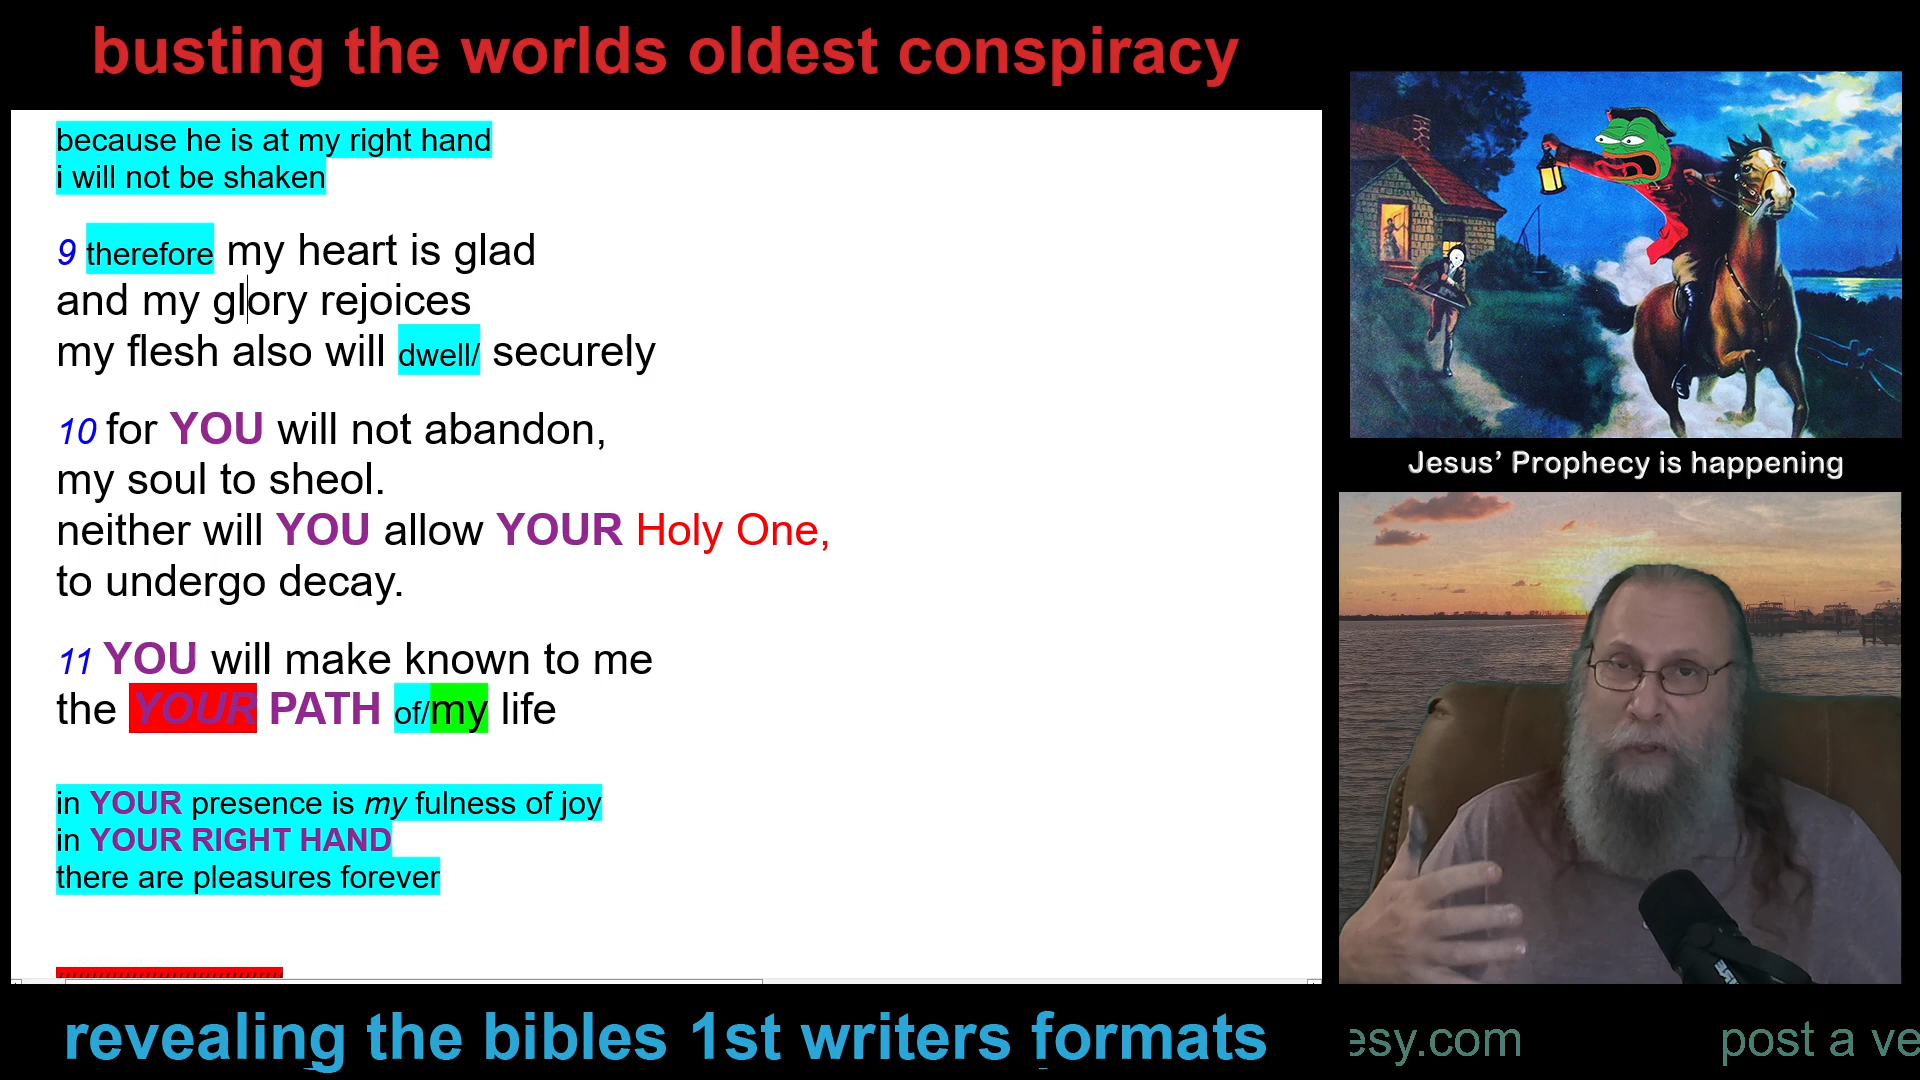 busting the worlds oldest conspiracy
because he is at my right hand
i will not be shaken
9 therefore my heart is glad
and my glory rejoices
my flesh also will dwell/ securely
10 for YOU will not abandon,
my soul to sheol.
neither will YOU allow YOUR Holy One,
to undergo decay.
11 YOU will make known to me
the YOUR PATH of/my life
in YOUR presence is my fulness of joy
in YOUR RIGHT HAND
there are pleasures forever
Jesus’ Prophecy is happening
revealing the bibles 1st writers formats
esy.com post a ve